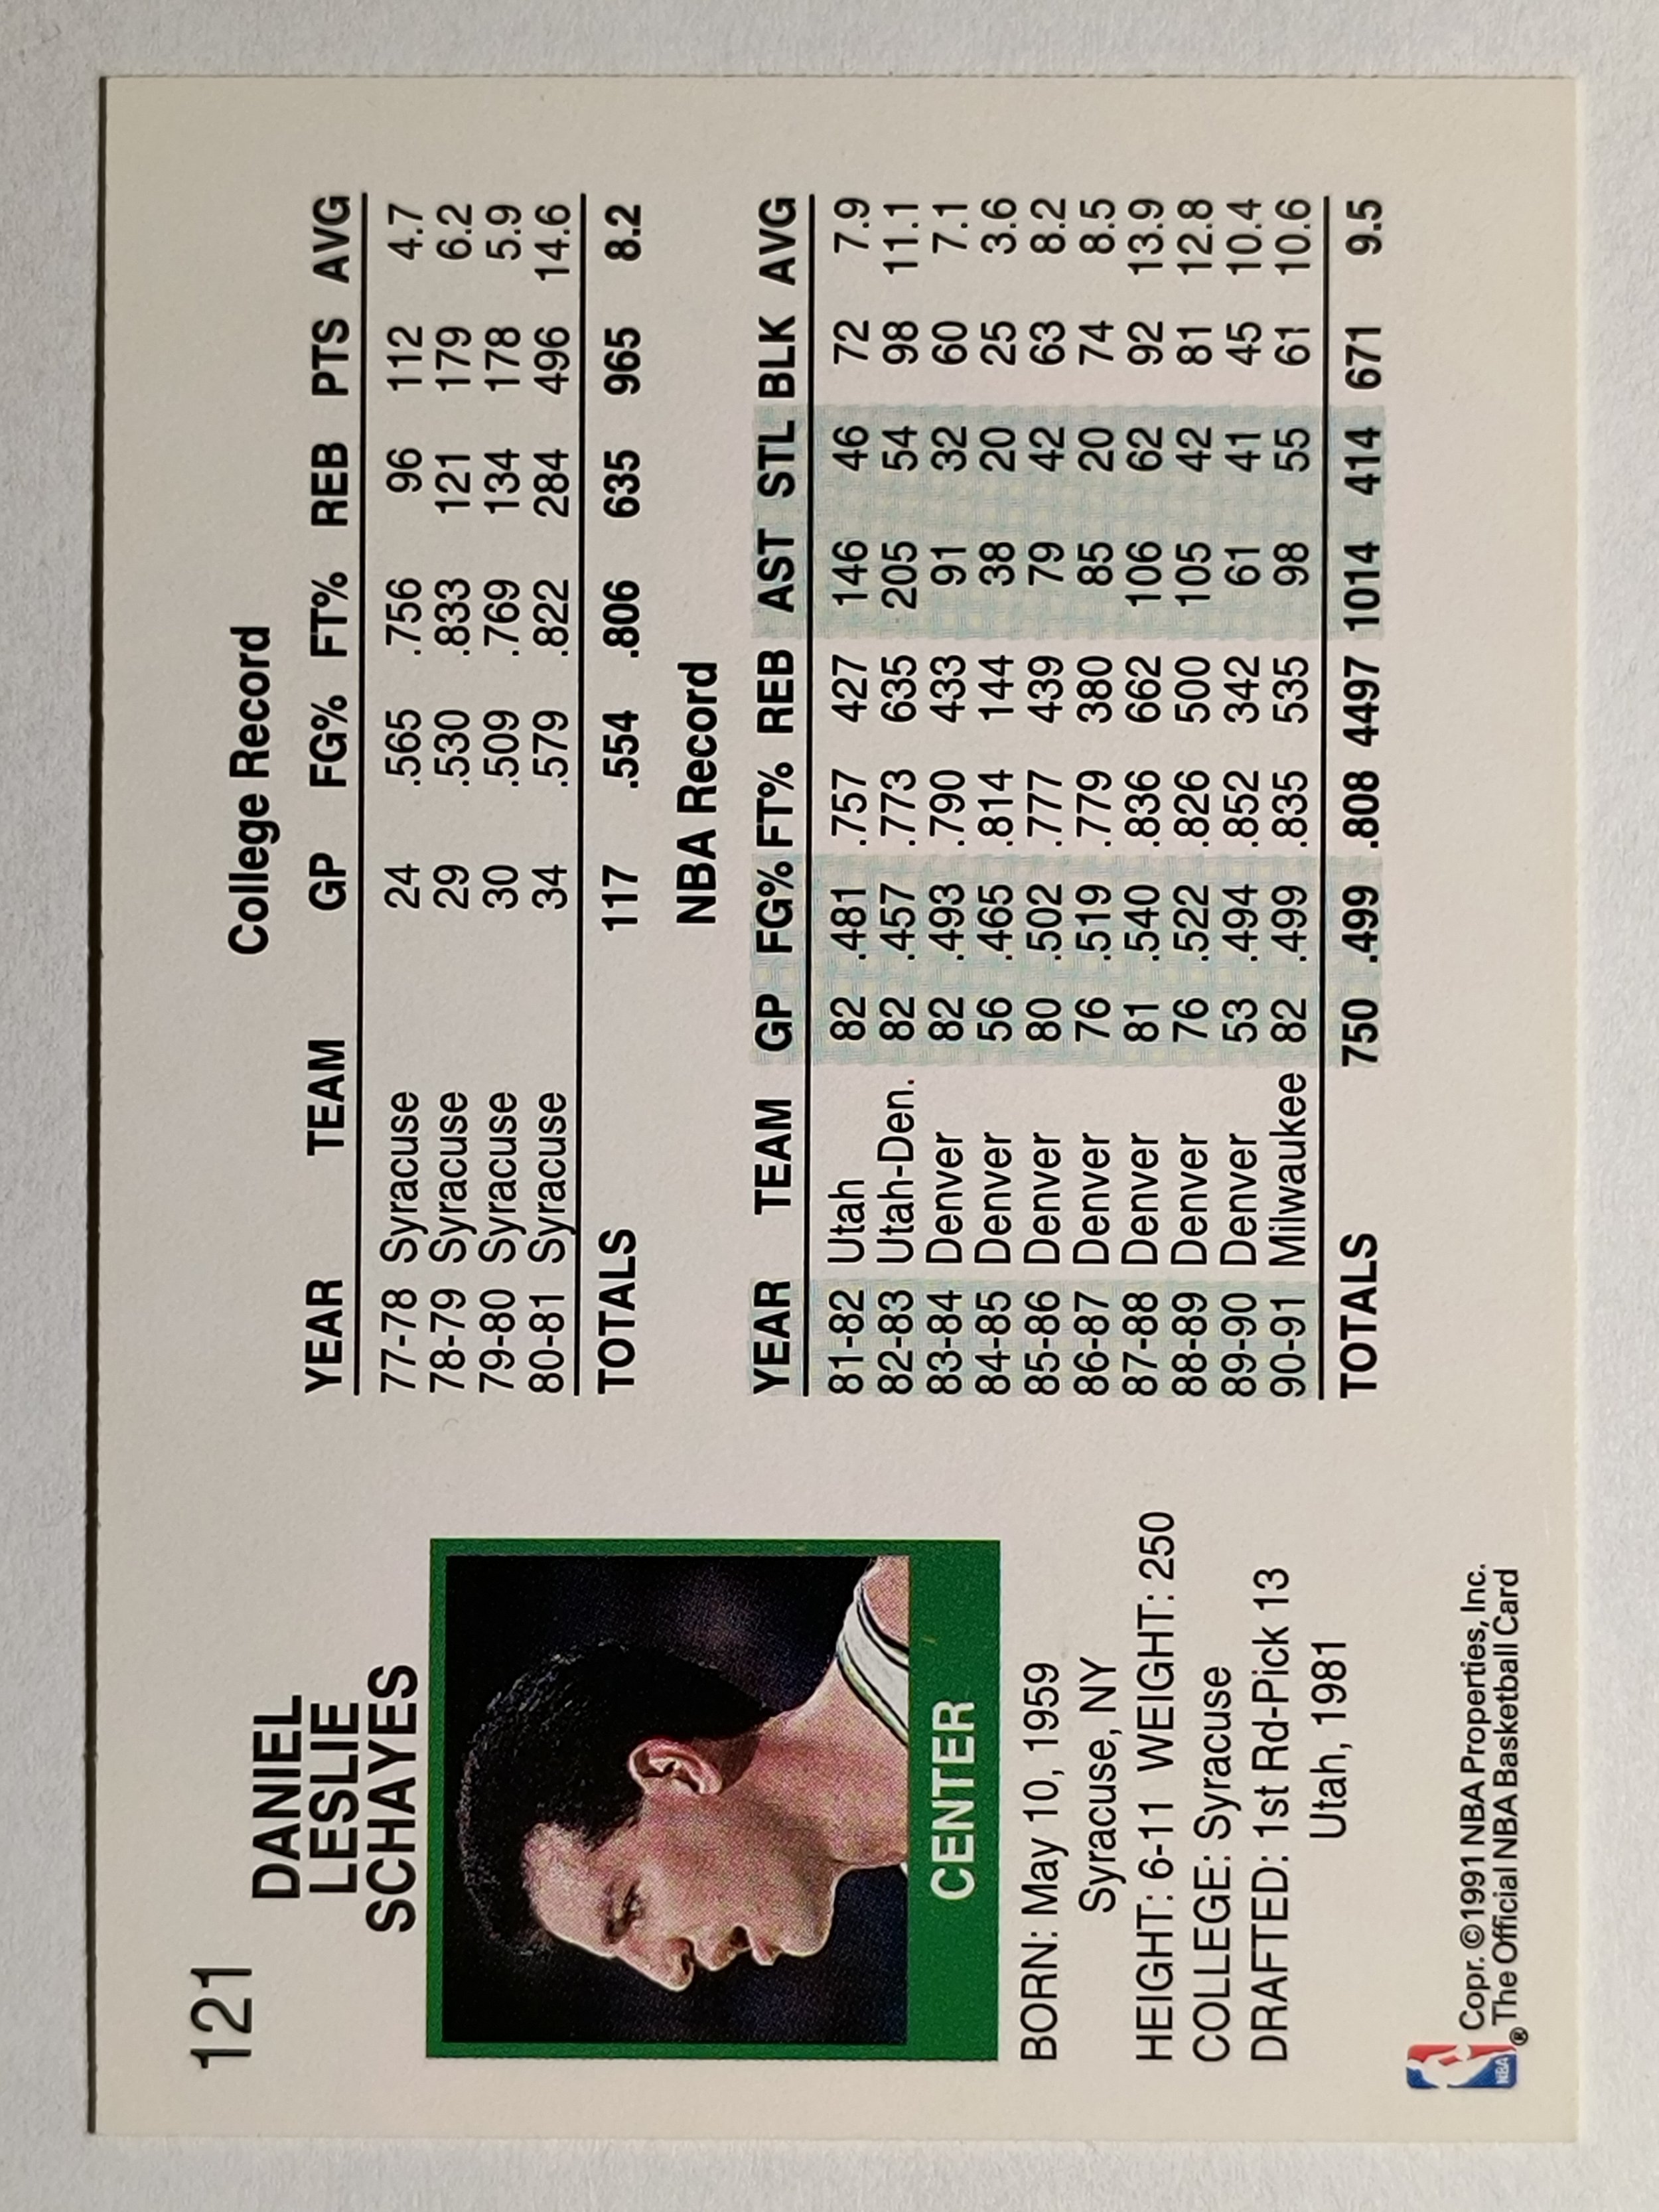 121
DANIEL
LESLIE
SCHAYES
CENTER
BORN: May 10, 1959
Syracuse, NY
HEIGHT: 6-11 WEIGHT: 250
COLLEGE: Syracuse
DRAFTED: 1st Rd-Pick 13
Utah, 1981
NBA
®
Copr. ©1991 NBA Properties, Inc.
The Official NBA Basketball Card
College Record
YEAR TEAM GP FG% FT% REB PTS AVG
77-78 Syracuse 24 .565 .756 96 112 4.7
78-79 Syracuse 29 .530 .833 121 179 6.2
79-80 Syracuse 30 .509 .769 134 178 5.9
80-81 Syracuse 34 .579 .822 284 496 14.6
TOTALS 117 .554 .806 635 965 8.2
NBA Record
YEAR TEAM GP FG% FT% REB AST STL BLK AVG
81-82 Utah 82 .481 .757 427 146 46 72 7.9
82-83 Utah-Den. 82 .457 .773 635 205 54 98 11.1
83-84 Denver 82 .493 .790 433 91 32 60 7.1
84-85 Denver 56 .465 .814 144 38 20 25 3.6
85-86 Denver 80 .502 .777 439 79 42 63 8.2
86-87 Denver 76 .519 .779 380 85 20 74 8.5
87-88 Denver 81 .540 .836 662 106 62 92 13.9
88-89 Denver 76 .522 .826 500 105 42 81 12.8
89-90 Denver 53 .494 .852 342 61 41 45 10.4
90-91 Milwaukee 82 .499 .835 535 98 55 61 10.6
TOTALS 750 .499 .808 4497 1014 414 671 9.5